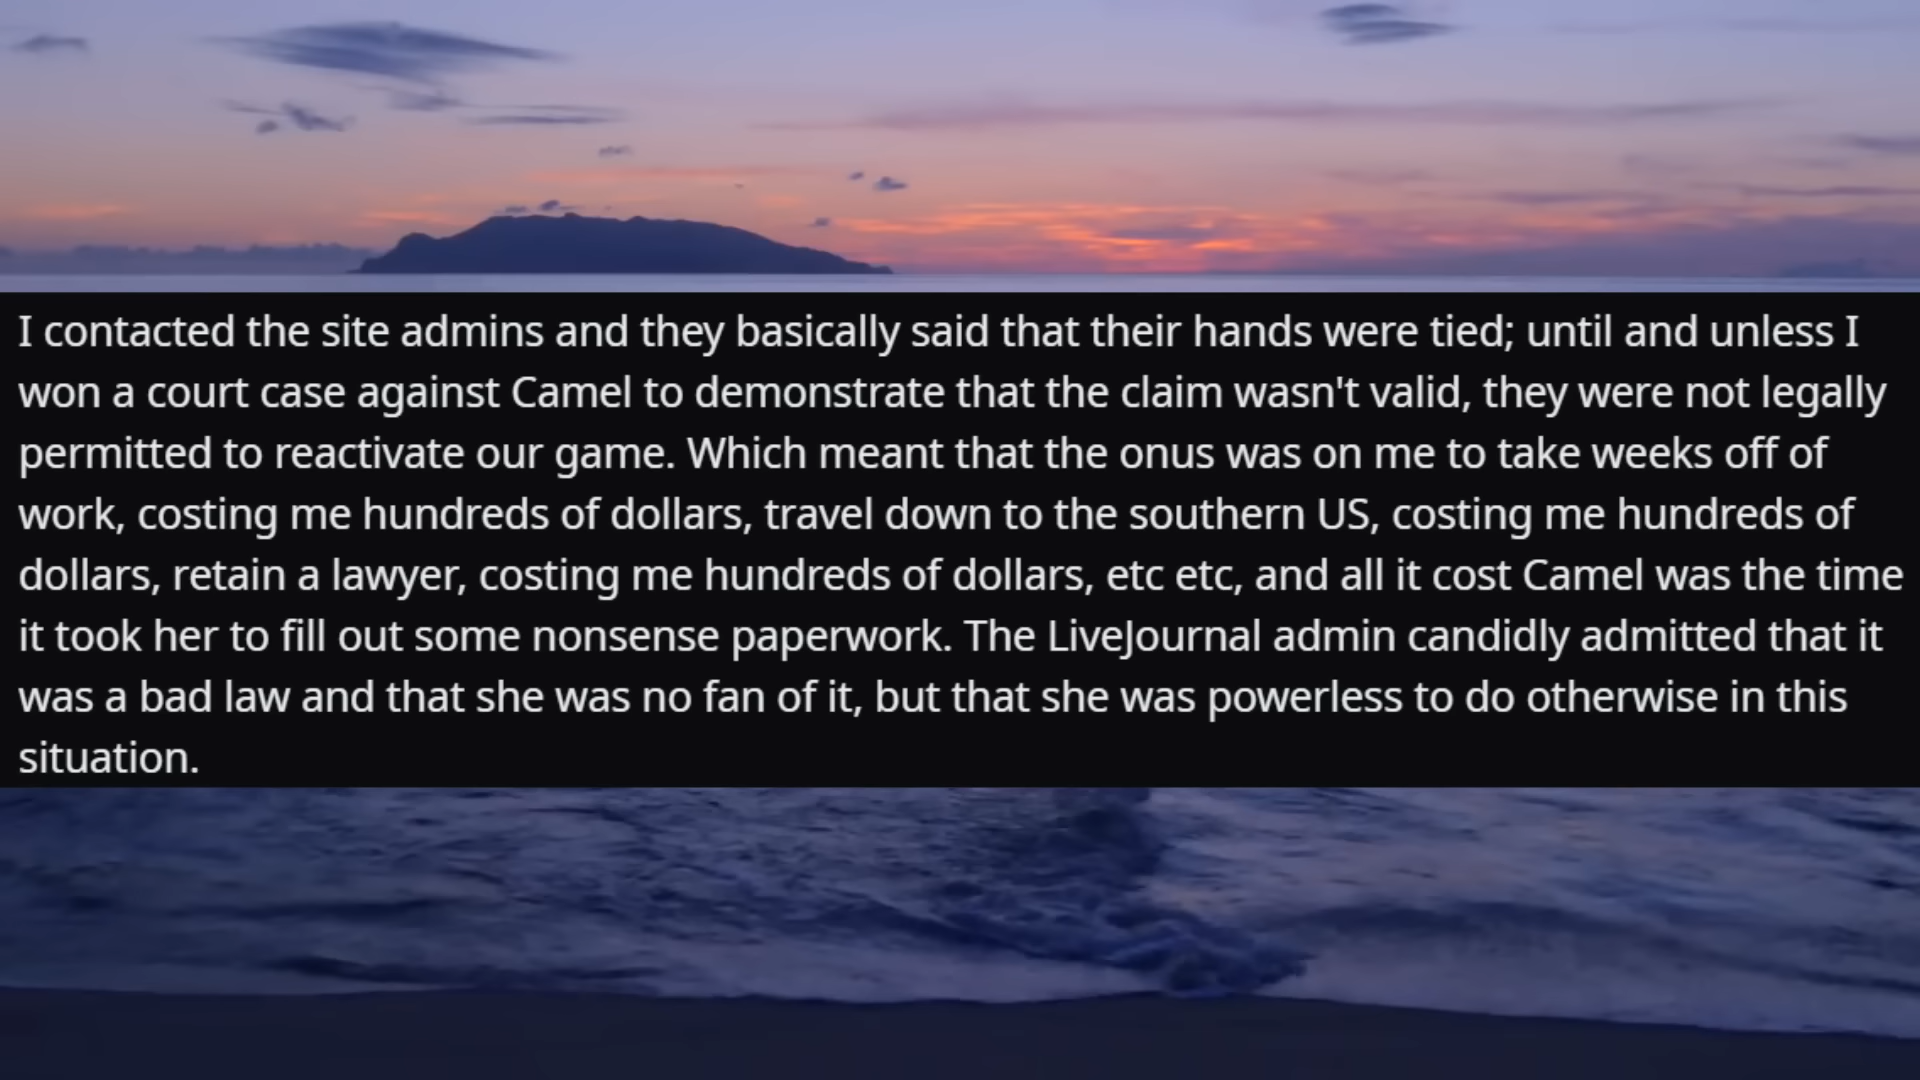 I contacted the site admins and they basically said that their hands were tied; until and unless I
won a court case against Camel to demonstrate that the claim wasn't valid, they were not legally
permitted to reactivate our game. Which meant that the onus was on me to take weeks off of
work, costing me hundreds of dollars, travel down to the southern US, costing me hundreds of
dollars, retain a lawyer, costing me hundreds of dollars, etc etc, and all it cost Camel was the time
it took her to fill out some nonsense paperwork. The LiveJournal admin candidly admitted that it
was a bad law and that she was no fan of it, but that she was powerless to do otherwise in this
situation.